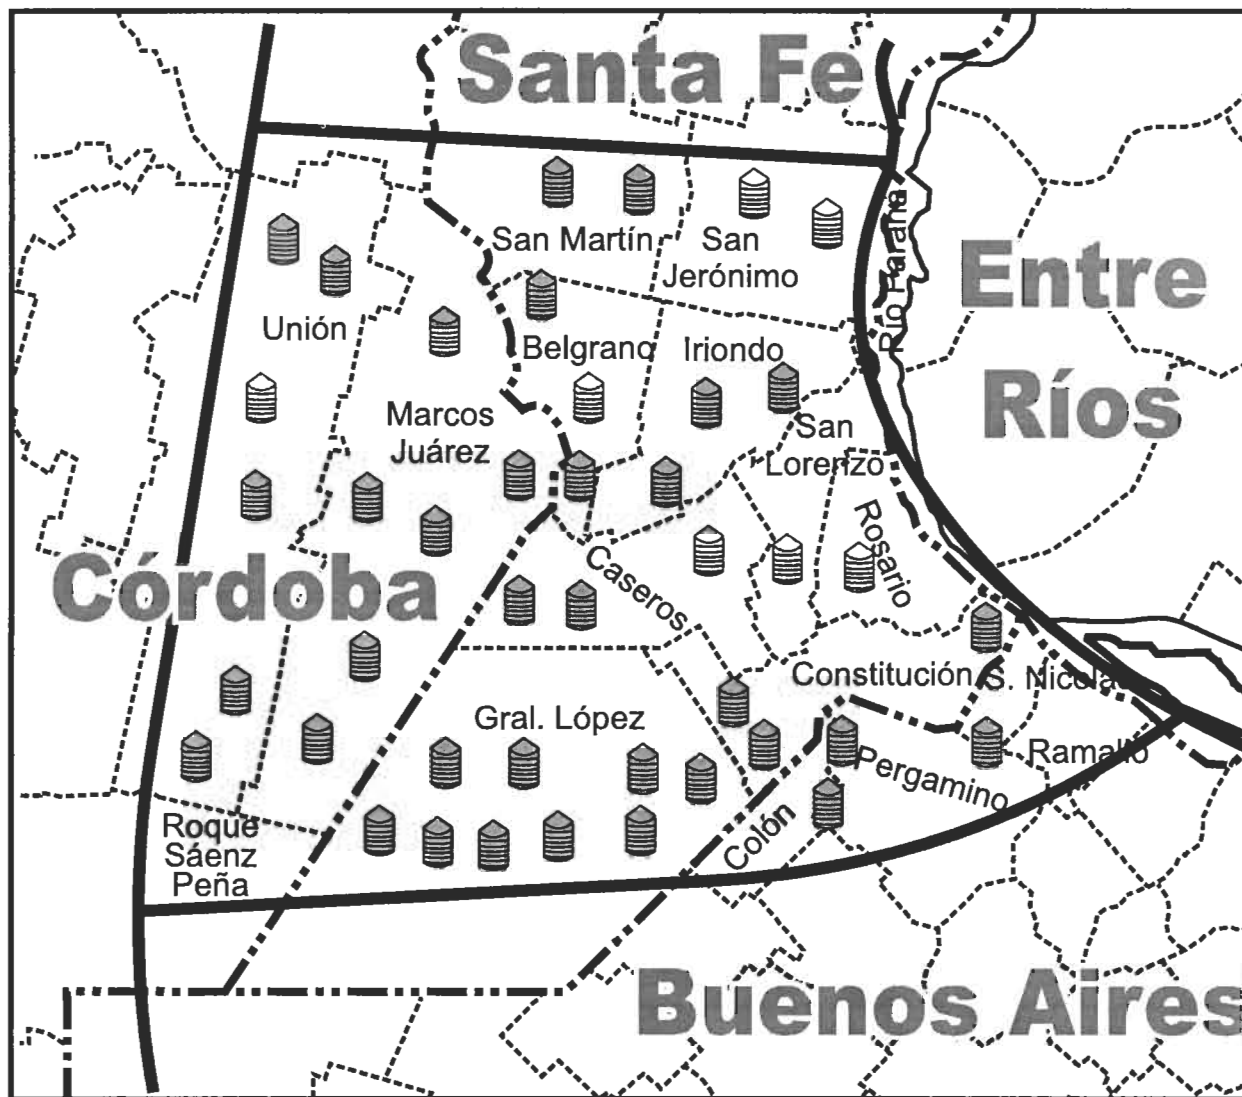 Santa Fe
San Martín
San
Jerónimo
Río Paraná
Entre
Ríos
Unión
Belgrano
Iriondo
Marcos
Juárez
San
Lorenzo
Rosario
Córdoba
Caseros
Constitución
S. Nicolá
Gral. López
Ramallo
Pergamino
Colón
Roque
Sáenz
Peña
Buenos Aires